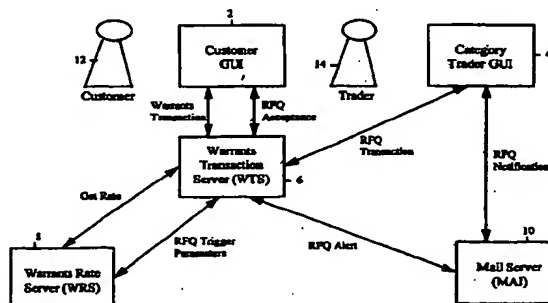 2
Customer
GUI
12
Customer
14
Trader
Category
Trader GUI
4
Warrants
Transaction
RFQ
Acceptance
RFQ
Transaction
RFQ
Notification
Warrants
Transaction
Server (WTS)
6
Get Rate
RFQ Trigger
Parameters
RFQ Alert
8
Warrants Rate
Server (WRS)
10
Mail Server
(MAJ)